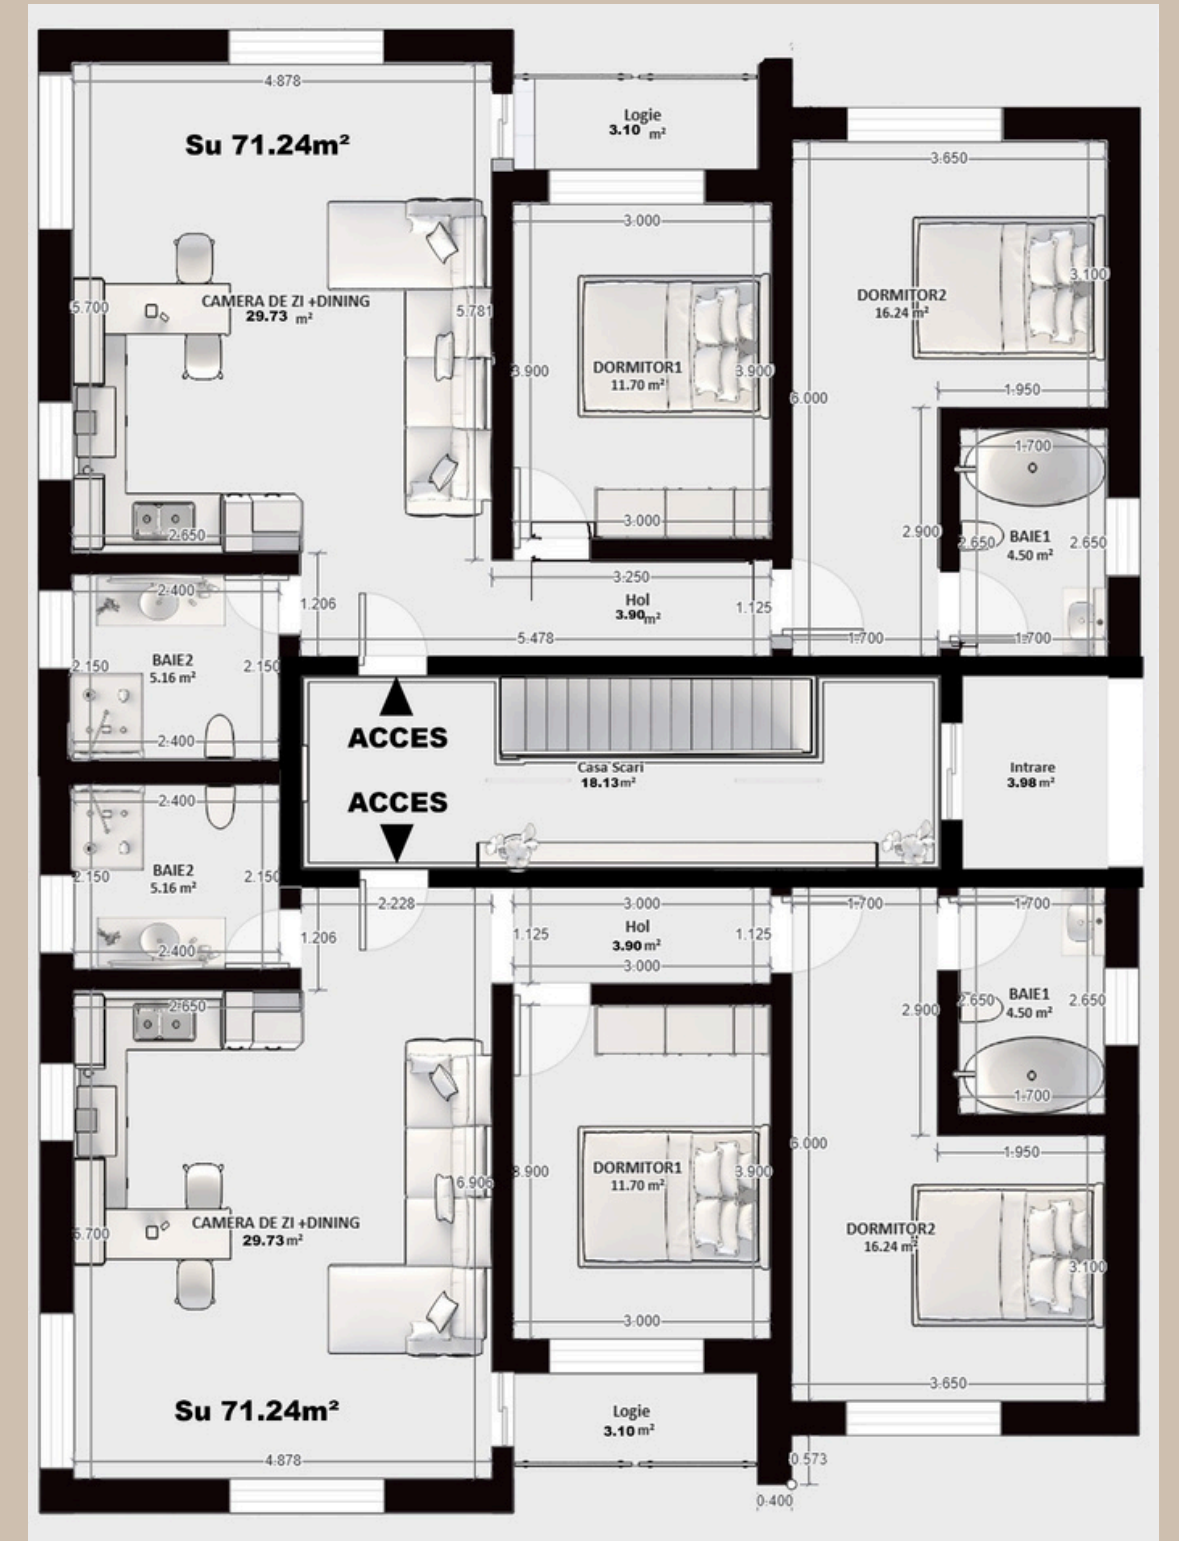 4.878
Su 71.24m²
Logie
3.10 m²
3.650
3.000
3.100
CAMERA DE ZI +DINING
29.73 m²
5.700
5.781
DORMITOR2
16.24 m²
DORMITOR1
11.70 m²
3.900
3.900
6.000
1.950
1.700
2.650
3.000
2.900
BAIE1
4.50 m²
2.650
2.650
3.250
2.400
1.206
Hol
3.90 m²
1.125
5.478
1.700
1.700
BAIE2
5.16 m²
2.150
2.150
2.400
ACCES
Casa Scari
18.13 m²
Intrare
3.98 m²
ACCES
2.400
BAIE2
5.16 m²
2.150
2.150
2.400
2.228
3.000
1.700
1.700
Hol
3.90 m²
1.206
1.125
1.125
3.000
2.650
BAIE1
4.50 m²
2.650
2.650
2.900
1.700
6.000
1.950
DORMITOR1
11.70 m²
3.900
3.900
6.906
CAMERA DE ZI +DINING
29.73 m²
5.700
DORMITOR2
16.24 m²
3.100
3.000
3.650
Su 71.24m²
Logie
3.10 m²
4.878
0.573
0.400